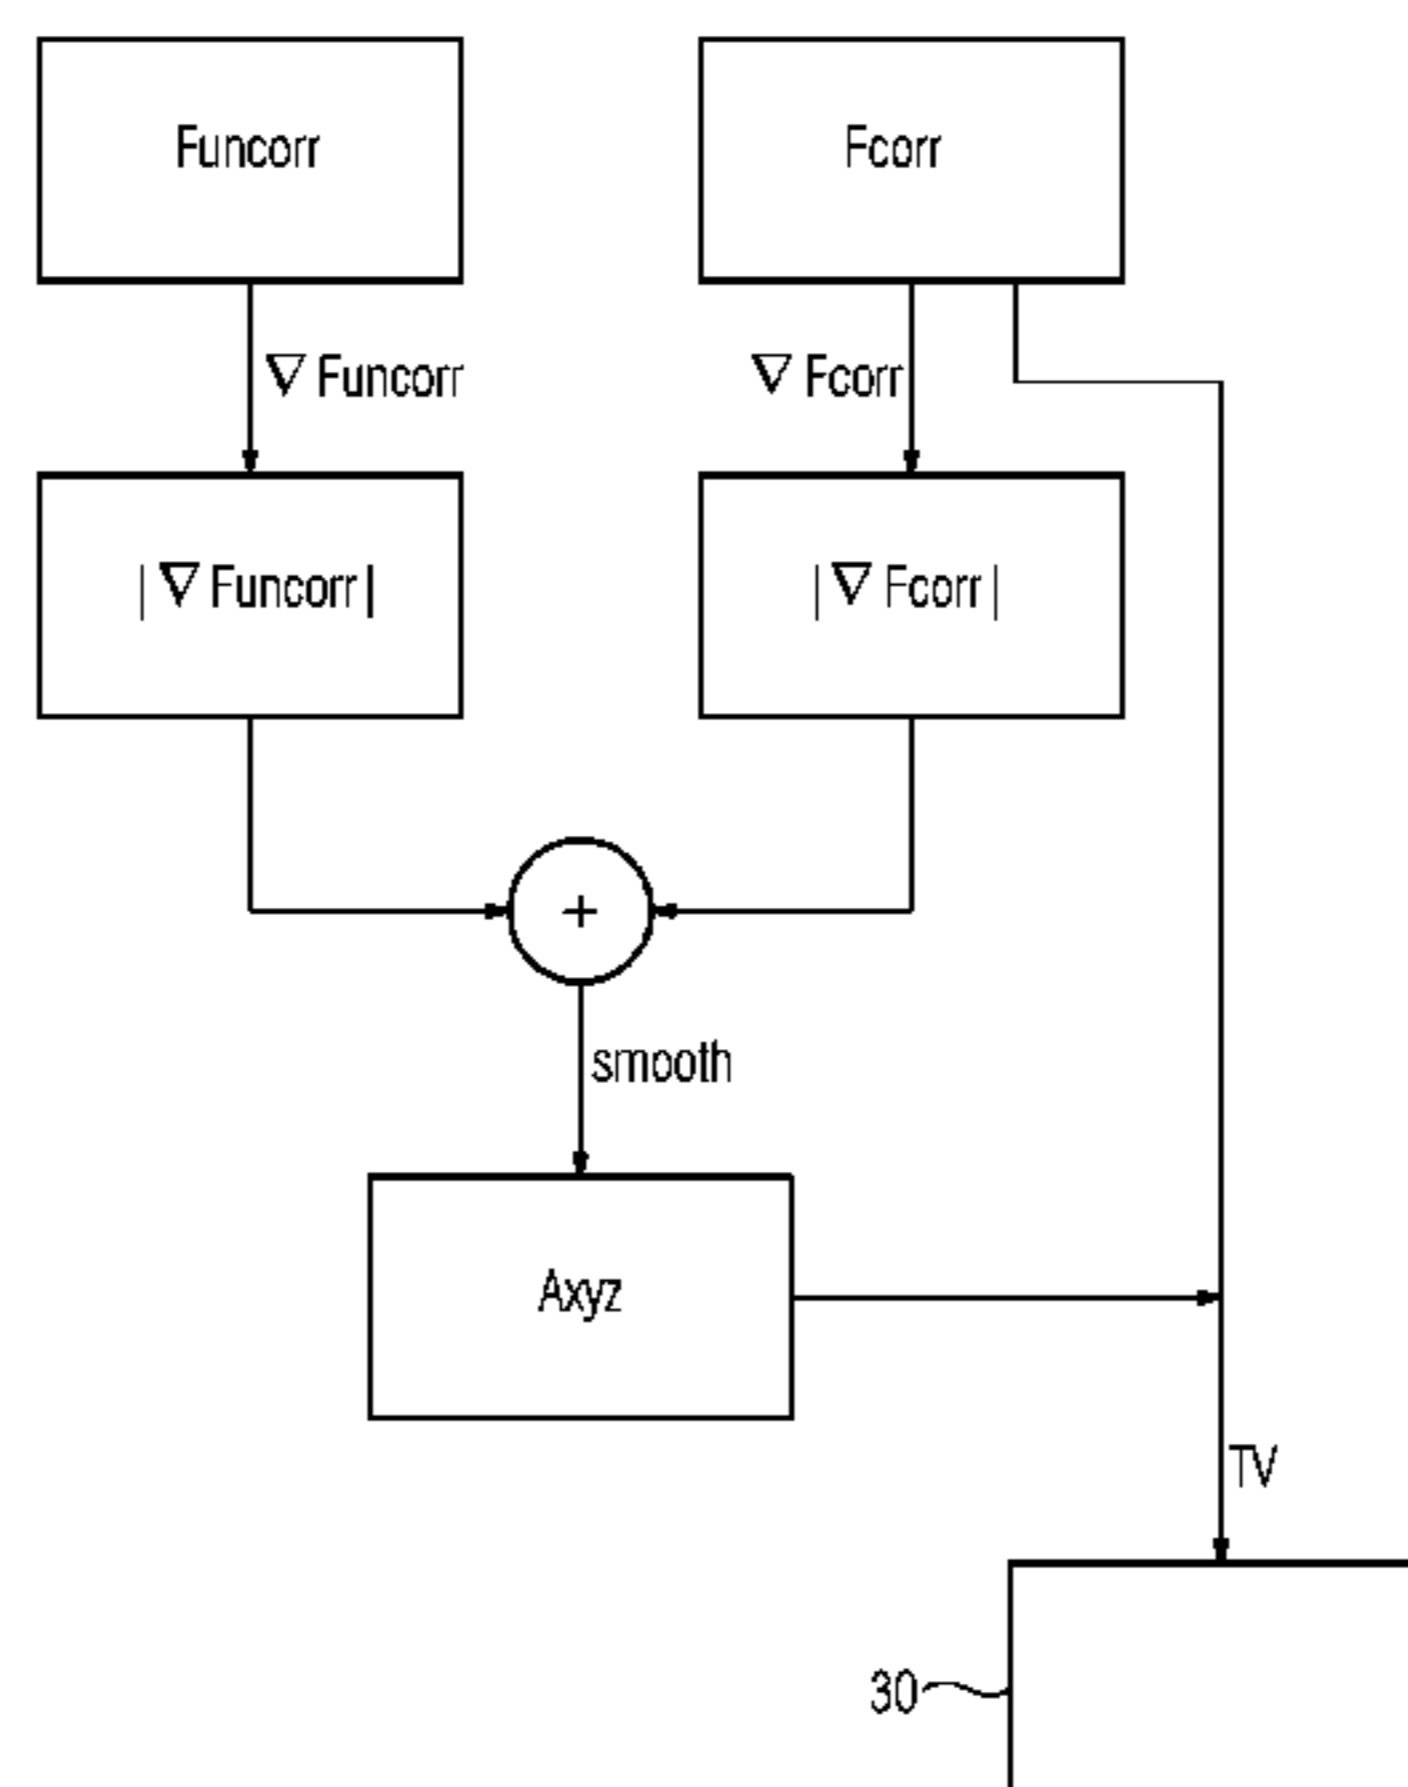 Funcorr
Fcorr
∇ Funcorr
∇ Fcorr
|∇ Funcorr|
|∇ Fcorr|
+
smooth
Axyz
TV
30